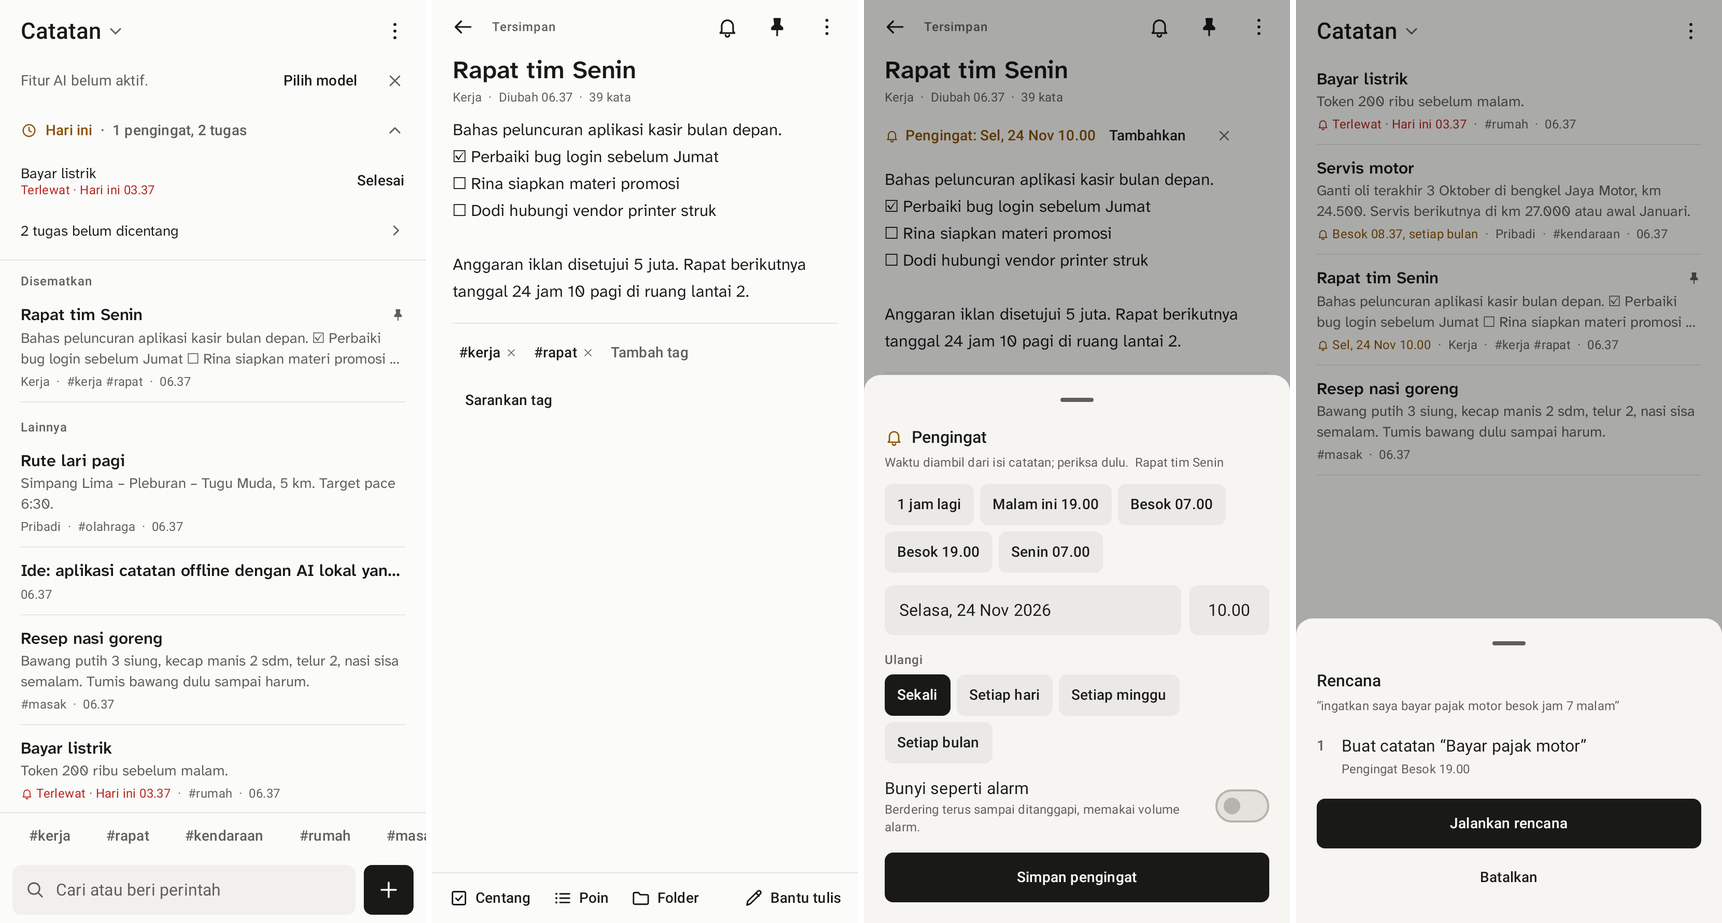 Catatan
Fitur AI belum aktif. Pilih model
Hari ini · 1 pengingat, 2 tugas
Bayar listrik
Terlewat · Hari ini 03.37
Selesai
2 tugas belum dicentang
Disematkan
Rapat tim Senin
Bahas peluncuran aplikasi kasir bulan depan. ☑ Perbaiki
bug login sebelum Jumat ☐ Rina siapkan materi promosi ...
Kerja · #kerja #rapat · 06.37
Lainnya
Rute lari pagi
Simpang Lima – Pleburan – Tugu Muda, 5 km. Target pace
6:30.
Pribadi · #olahraga · 06.37
Ide: aplikasi catatan offline dengan AI lokal yan...
06.37
Resep nasi goreng
Bawang putih 3 siung, kecap manis 2 sdm, telur 2, nasi sisa
semalam. Tumis bawang dulu sampai harum.
#masak · 06.37
Bayar listrik
Token 200 ribu sebelum malam.
Terlewat · Hari ini 03.37 · #rumah · 06.37
#kerja #rapat #kendaraan #rumah #masa
Cari atau beri perintah
Tersimpan
Rapat tim Senin
Kerja · Diubah 06.37 · 39 kata
Bahas peluncuran aplikasi kasir bulan depan.
☑ Perbaiki bug login sebelum Jumat
☐ Rina siapkan materi promosi
☐ Dodi hubungi vendor printer struk
Anggaran iklan disetujui 5 juta. Rapat berikutnya
tanggal 24 jam 10 pagi di ruang lantai 2.
#kerja × #rapat × Tambah tag
Sarankan tag
Centang Poin Folder Bantu tulis
Tersimpan
Rapat tim Senin
Kerja · Diubah 06.37 · 39 kata
Pengingat: Sel, 24 Nov 10.00 Tambahkan
Bahas peluncuran aplikasi kasir bulan depan.
☑ Perbaiki bug login sebelum Jumat
☐ Rina siapkan materi promosi
☐ Dodi hubungi vendor printer struk
Anggaran iklan disetujui 5 juta. Rapat berikutnya
tanggal 24 jam 10 pagi di ruang lantai 2.
Pengingat
Waktu diambil dari isi catatan; periksa dulu. Rapat tim Senin
1 jam lagi Malam ini 19.00 Besok 07.00
Besok 19.00 Senin 07.00
Selasa, 24 Nov 2026 10.00
Ulangi
Sekali Setiap hari Setiap minggu
Setiap bulan
Bunyi seperti alarm
Berdering terus sampai ditanggapi, memakai volume
alarm.
Simpan pengingat
Catatan
Bayar listrik
Token 200 ribu sebelum malam.
Terlewat · Hari ini 03.37 · #rumah · 06.37
Servis motor
Ganti oli terakhir 3 Oktober di bengkel Jaya Motor, km
24.500. Servis berikutnya di km 27.000 atau awal Januari.
Besok 08.37, setiap bulan · Pribadi · #kendaraan · 06.37
Rapat tim Senin
Bahas peluncuran aplikasi kasir bulan depan. ☑ Perbaiki
bug login sebelum Jumat ☐ Rina siapkan materi promosi ...
Sel, 24 Nov 10.00 · Kerja · #kerja #rapat · 06.37
Resep nasi goreng
Bawang putih 3 siung, kecap manis 2 sdm, telur 2, nasi sisa
semalam. Tumis bawang dulu sampai harum.
#masak · 06.37
Rencana
“ingatkan saya bayar pajak motor besok jam 7 malam”
1 Buat catatan “Bayar pajak motor”
Pengingat Besok 19.00
Jalankan rencana
Batalkan